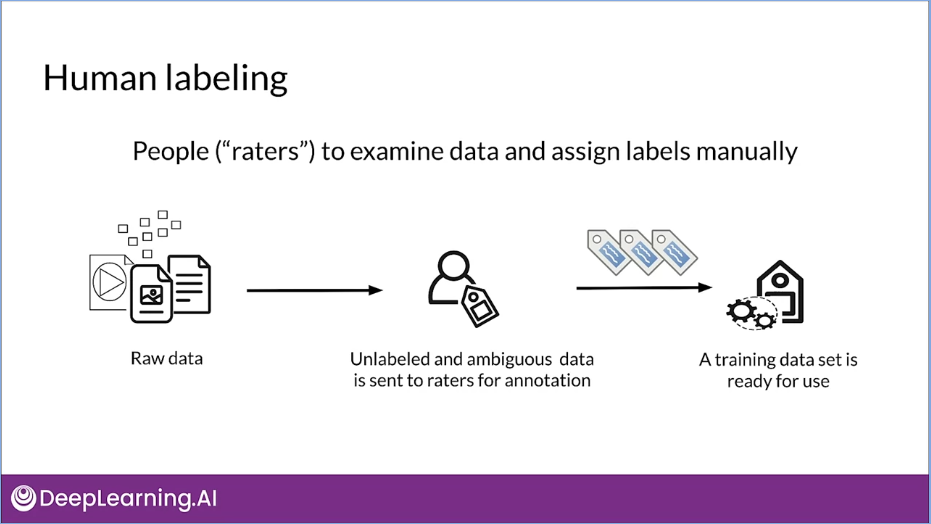 Human labeling
People (“raters”) to examine data and assign labels manually
Raw data
Unlabeled and ambiguous data
is sent to raters for annotation
A training data set is
ready for use
DeepLearning.AI